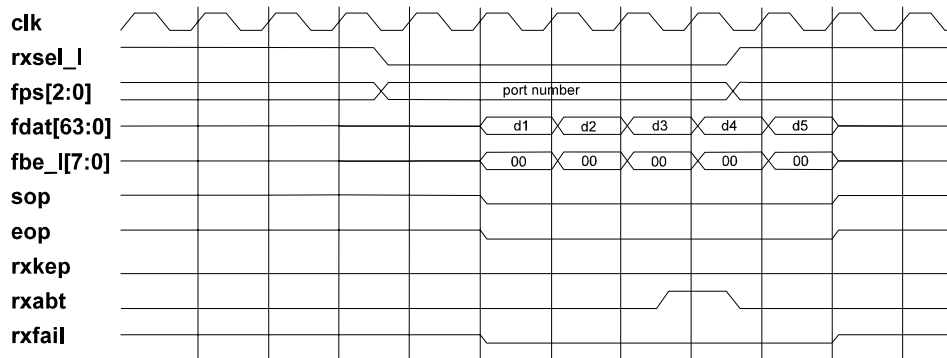 clk
rxsel_l
fps[2:0]
port number
fdat[63:0]
d1 d2 d3 d4 d5
fbe_l[7:0]
00 00 00 00 00
sop
eop
rxkep
rxabt
rxfail